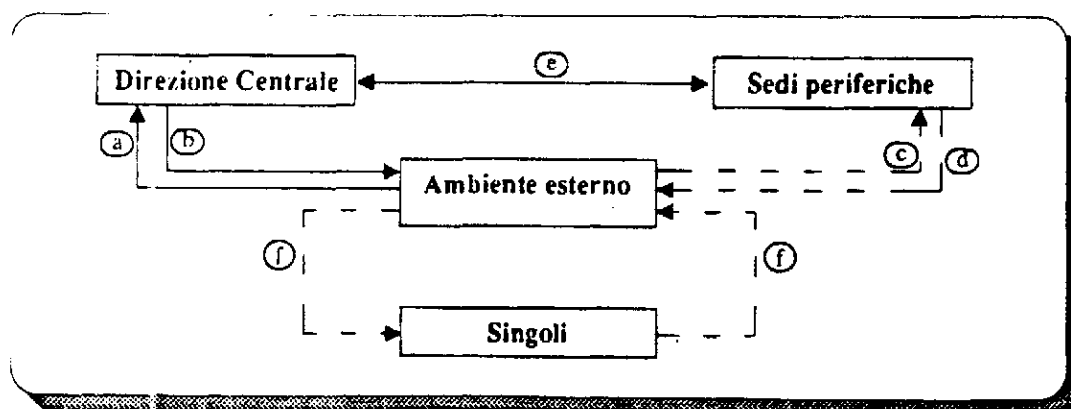 e
Direzione Centrale
Sedi periferiche
a
b
c
d
Ambiente esterno
f
f
Singoli